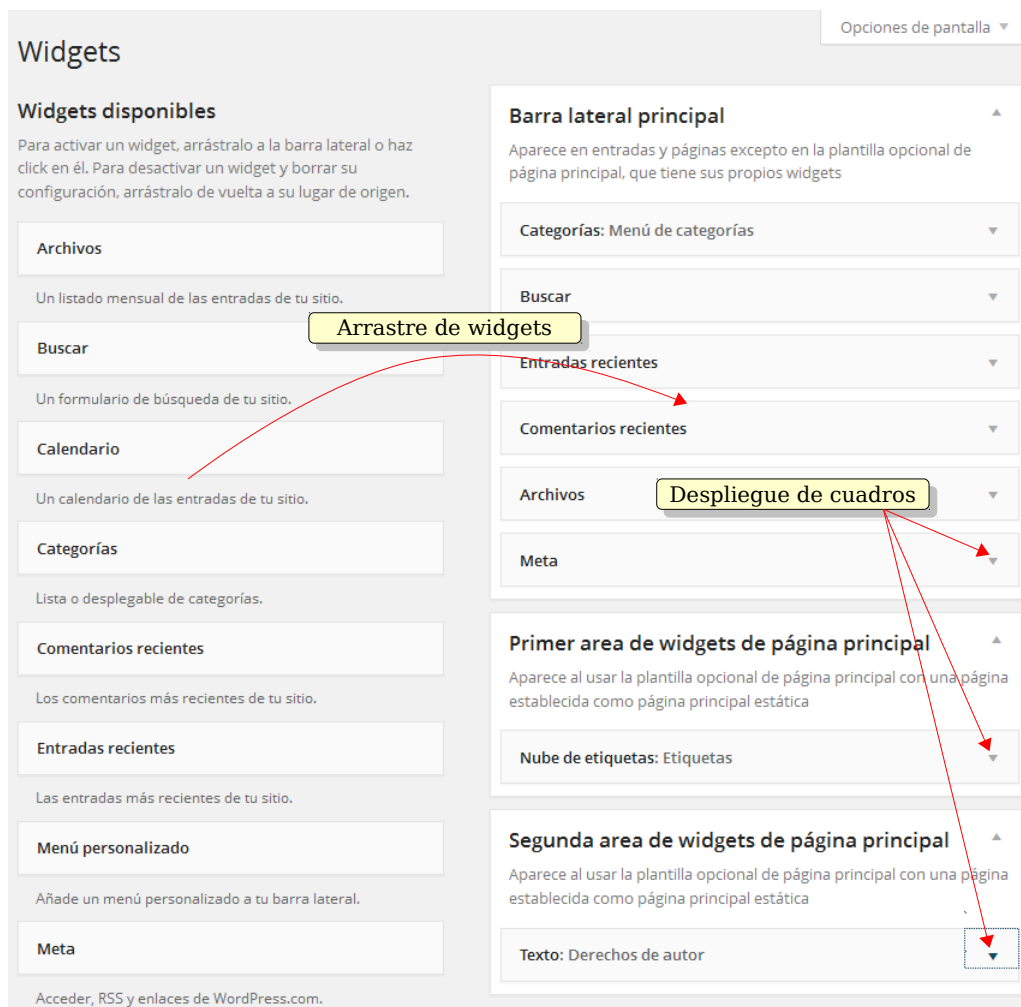 Opciones de pantalla
Widgets
Widgets disponibles
Para activar un widget, arrástralo a la barra lateral o haz
click en él. Para desactivar un widget y borrar su
configuración, arrástralo de vuelta a su lugar de origen.
Archivos
Un listado mensual de las entradas de tu sitio.
Buscar
Un formulario de búsqueda de tu sitio.
Calendario
Un calendario de las entradas de tu sitio.
Categorías
Lista o desplegable de categorías.
Comentarios recientes
Los comentarios más recientes de tu sitio.
Entradas recientes
Las entradas más recientes de tu sitio.
Menú personalizado
Añade un menú personalizado a tu barra lateral.
Meta
Acceder, RSS y enlaces de WordPress.com.
Arrastre de widgets
Barra lateral principal
Aparece en entradas y páginas excepto en la plantilla opcional de
página principal, que tiene sus propios widgets
Categorías: Menú de categorías
Buscar
Entradas recientes
Comentarios recientes
Archivos
Despliegue de cuadros
Meta
Primer area de widgets de página principal
Aparece al usar la plantilla opcional de página principal con una página
establecida como página principal estática
Nube de etiquetas: Etiquetas
Segunda area de widgets de página principal
Aparece al usar la plantilla opcional de página principal con una página
establecida como página principal estática
Texto: Derechos de autor